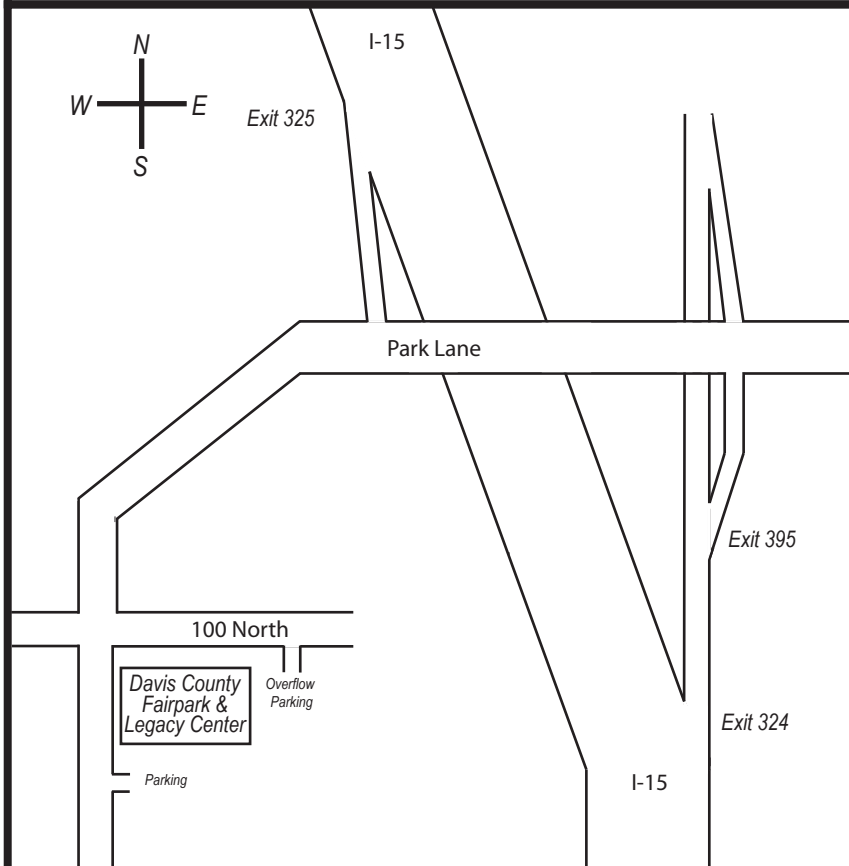 I-15
N
W
E
S
Exit 325
Park Lane
Exit 395
100 North
Davis County
Fairpark &
Legacy Center
Overflow
Parking
Exit 324
Parking
I-15